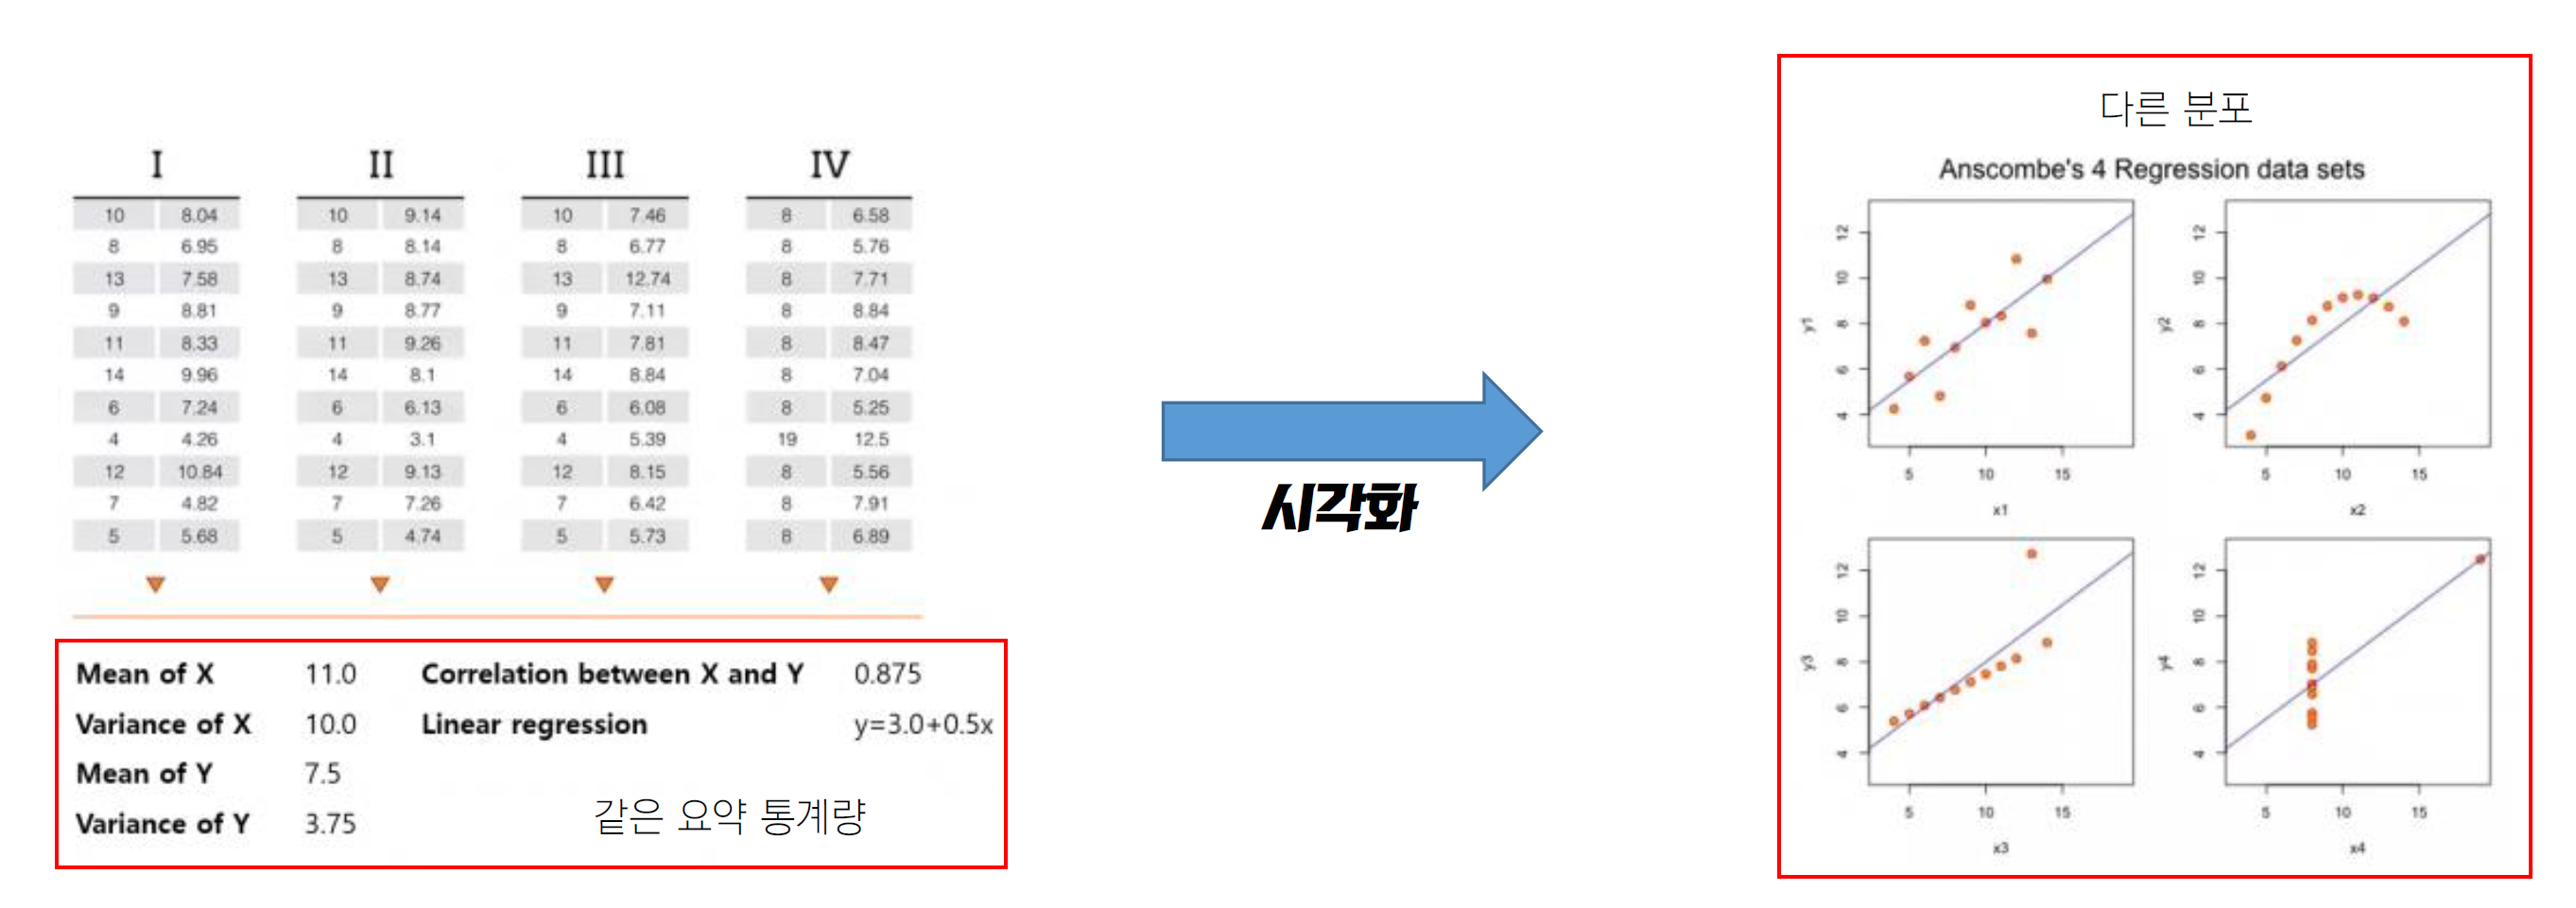 I II III IV
10 8.04 10 9.14 10 7.46 8 6.58
8 6.95 8 8.14 8 6.77 8 5.76
13 7.58 13 8.74 13 12.74 8 7.71
9 8.81 9 8.77 9 7.11 8 8.84
11 8.33 11 9.26 11 7.81 8 8.47
14 9.96 14 8.1 14 8.84 8 7.04
6 7.24 6 6.13 6 6.08 8 5.25
4 4.26 4 3.1 4 5.39 19 12.5
12 10.84 12 9.13 12 8.15 8 5.56
7 4.82 7 7.26 7 6.42 8 7.91
5 5.68 5 4.74 5 5.73 8 6.89
Mean of X 11.0 Correlation between X and Y 0.875
Variance of X 10.0 Linear regression y=3.0+0.5x
Mean of Y 7.5
Variance of Y 3.75
같은 요약 통계량
시각화
다른 분포
Anscombe's 4 Regression data sets
y1
4 6 8 10 12
5 10 15
x1
y2
4 6 8 10 12
5 10 15
x2
y3
4 6 8 10 12
5 10 15
x3
y4
4 6 8 10 12
5 10 15
x4